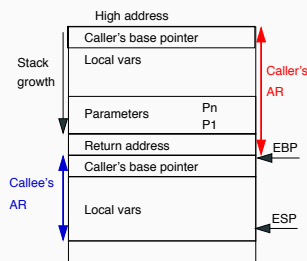 High address
Caller's base pointer
Local vars
Stack
growth
Caller's
AR
Parameters Pn
P1
Return address
EBP
Caller's base pointer
Callee's
AR
Local vars
ESP